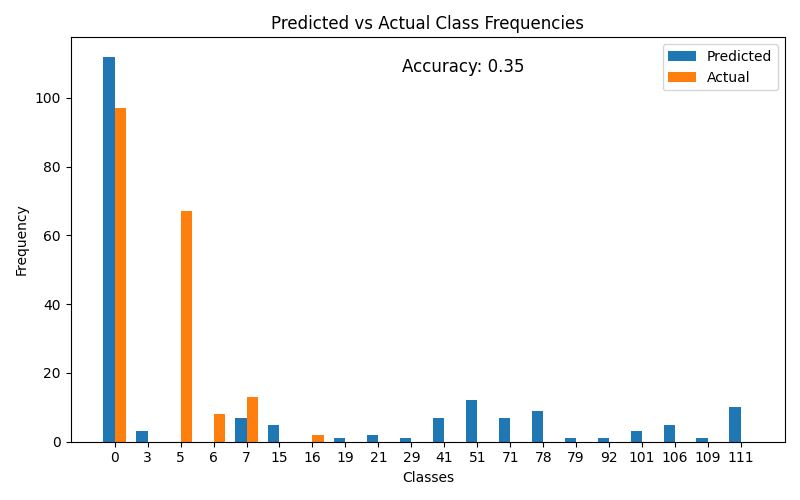 Predicted vs Actual Class Frequencies
Accuracy: 0.35
Predicted
Actual
Frequency
100
80
60
40
20
0
0 3 5 6 7 15 16 19 21 29 41 51 71 78 79 92 101 106 109 111
Classes